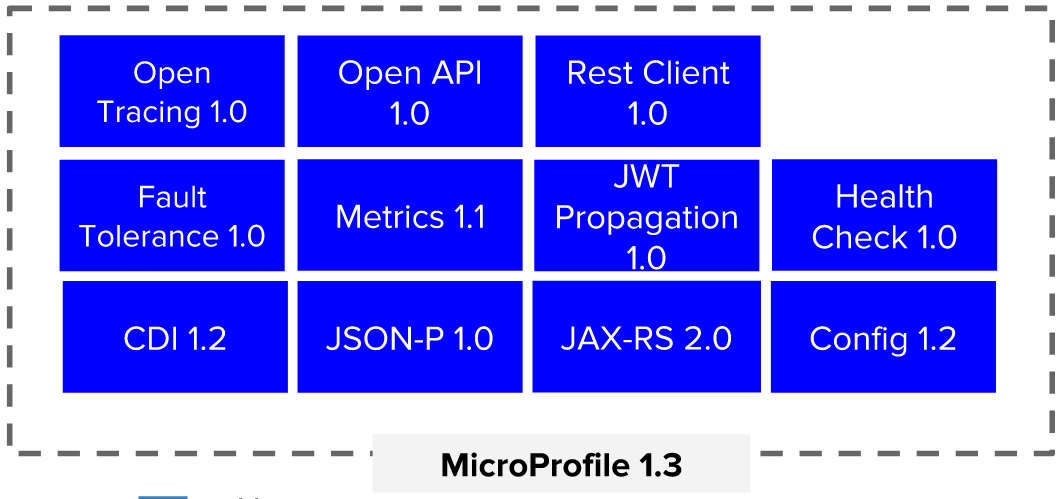 Open
Tracing 1.0
Open API
1.0
Rest Client
1.0
Fault
Tolerance 1.0
Metrics 1.1
JWT
Propagation
1.0
Health
Check 1.0
CDI 1.2
JSON-P 1.0
JAX-RS 2.0
Config 1.2
MicroProfile 1.3